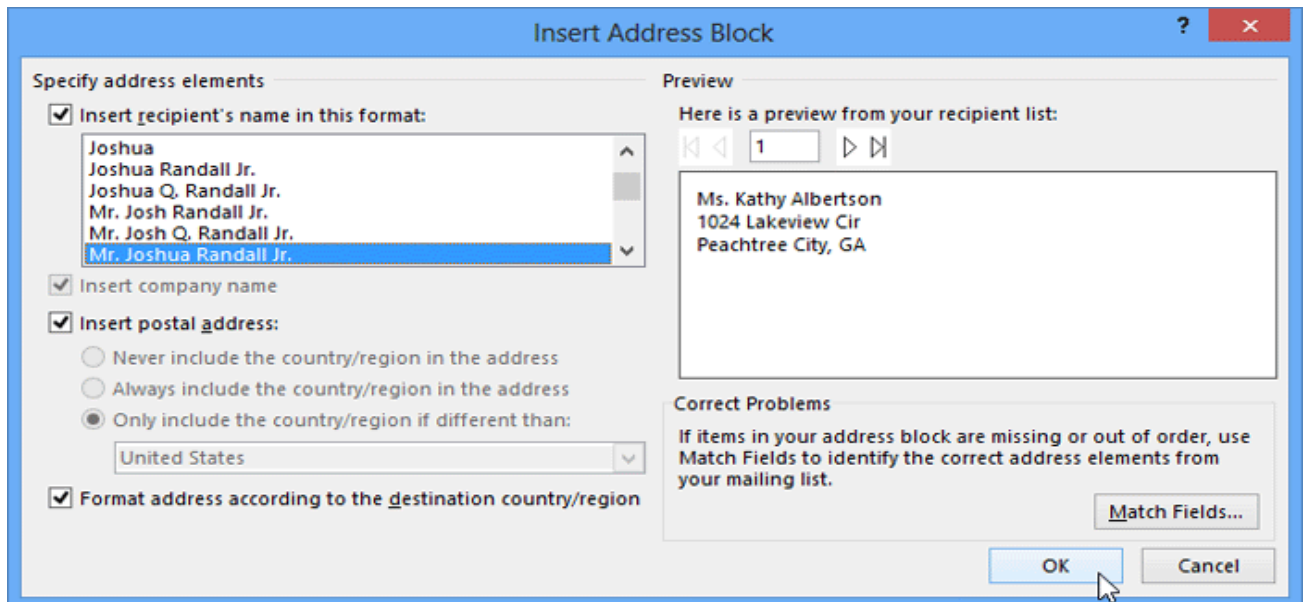 Insert Address Block
?
Specify address elements
Insert recipient's name in this format:
Joshua
Joshua Randall Jr.
Joshua Q. Randall Jr.
Mr. Josh Randall Jr.
Mr. Josh Q. Randall Jr.
Mr. Joshua Randall Jr.
Insert company name
Insert postal address:
Never include the country/region in the address
Always include the country/region in the address
Only include the country/region if different than:
United States
Format address according to the destination country/region
Preview
Here is a preview from your recipient list:
1
Ms. Kathy Albertson
1024 Lakeview Cir
Peachtree City, GA
Correct Problems
If items in your address block are missing or out of order, use
Match Fields to identify the correct address elements from
your mailing list.
Match Fields...
OK
Cancel